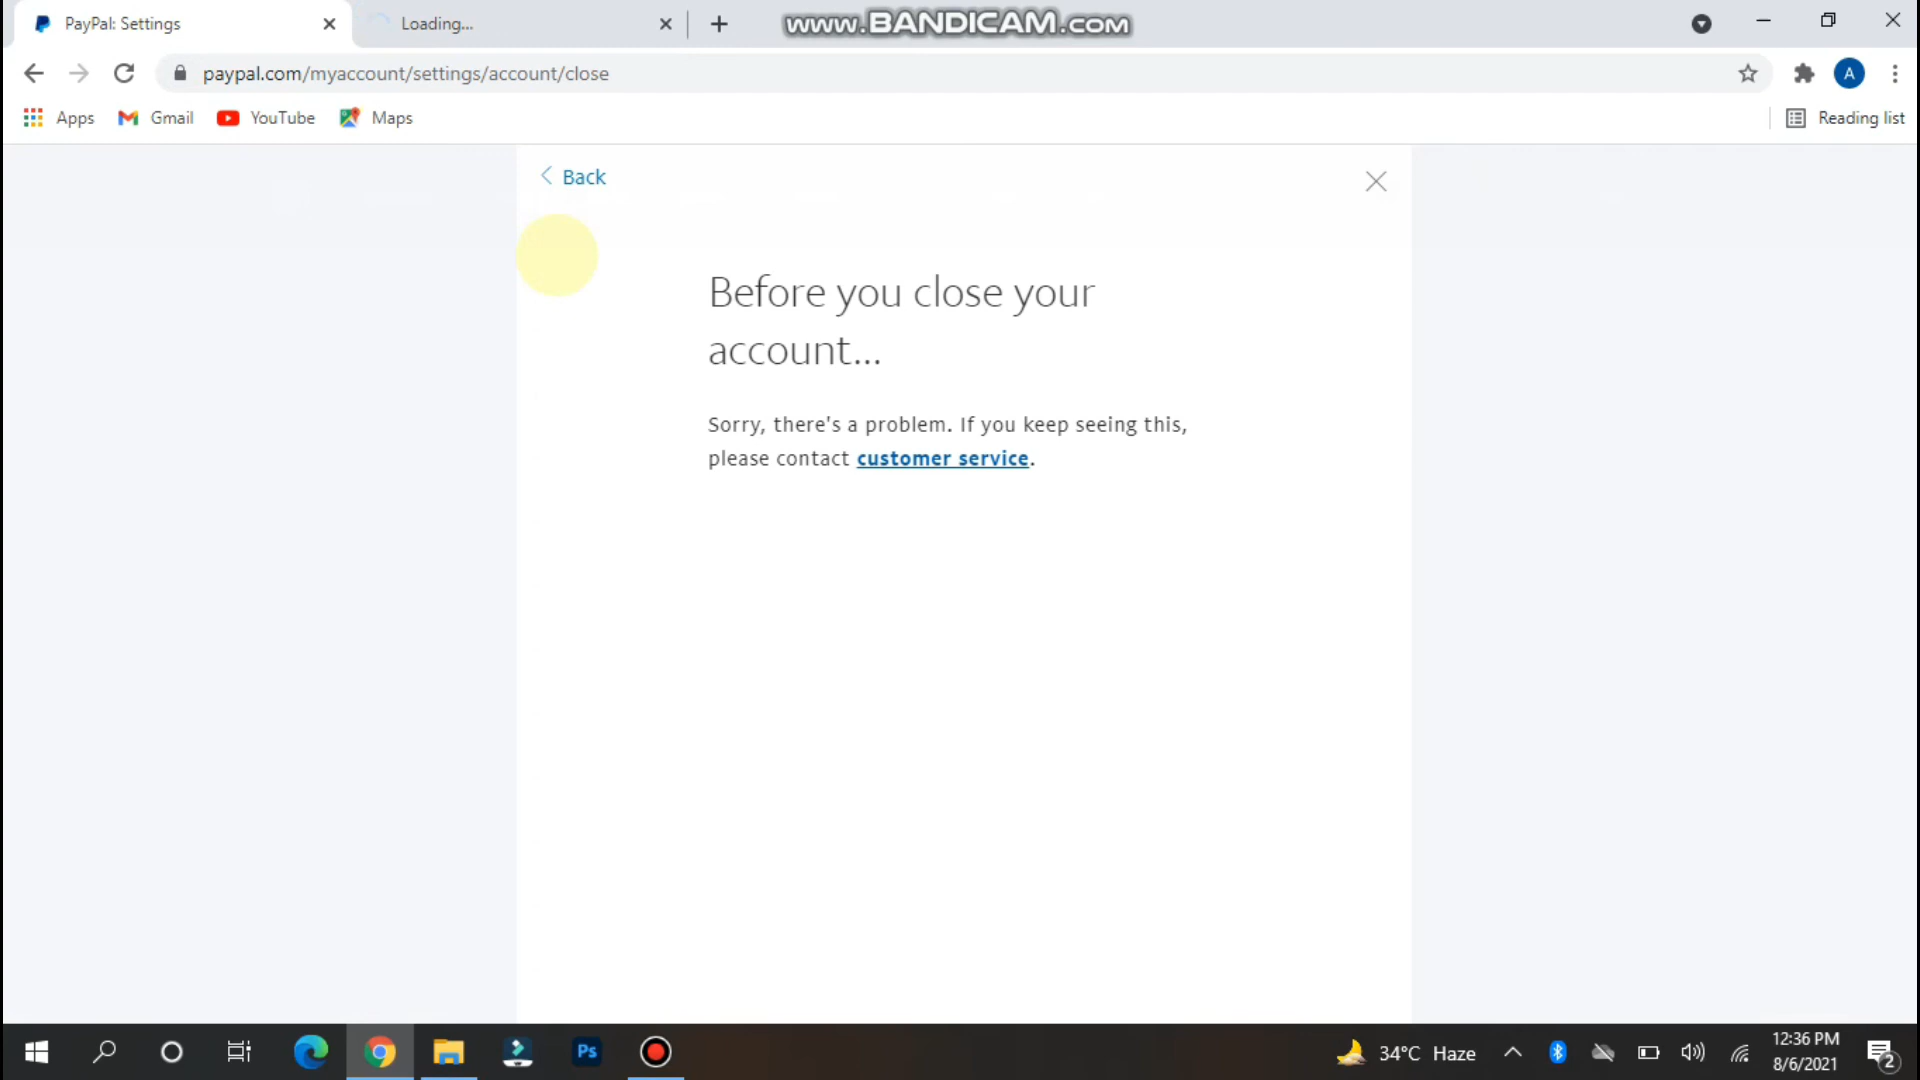 PayPal: Settings
Loading...
www.BANDICAM.com
paypal.com/myaccount/settings/account/close
A
Apps
Gmail
YouTube
Maps
Reading list
Back
Before you close your
account...
Sorry, there's a problem. If you keep seeing this,
please contact customer service.
Ps
34°C Haze
12:36 PM
8/6/2021
2